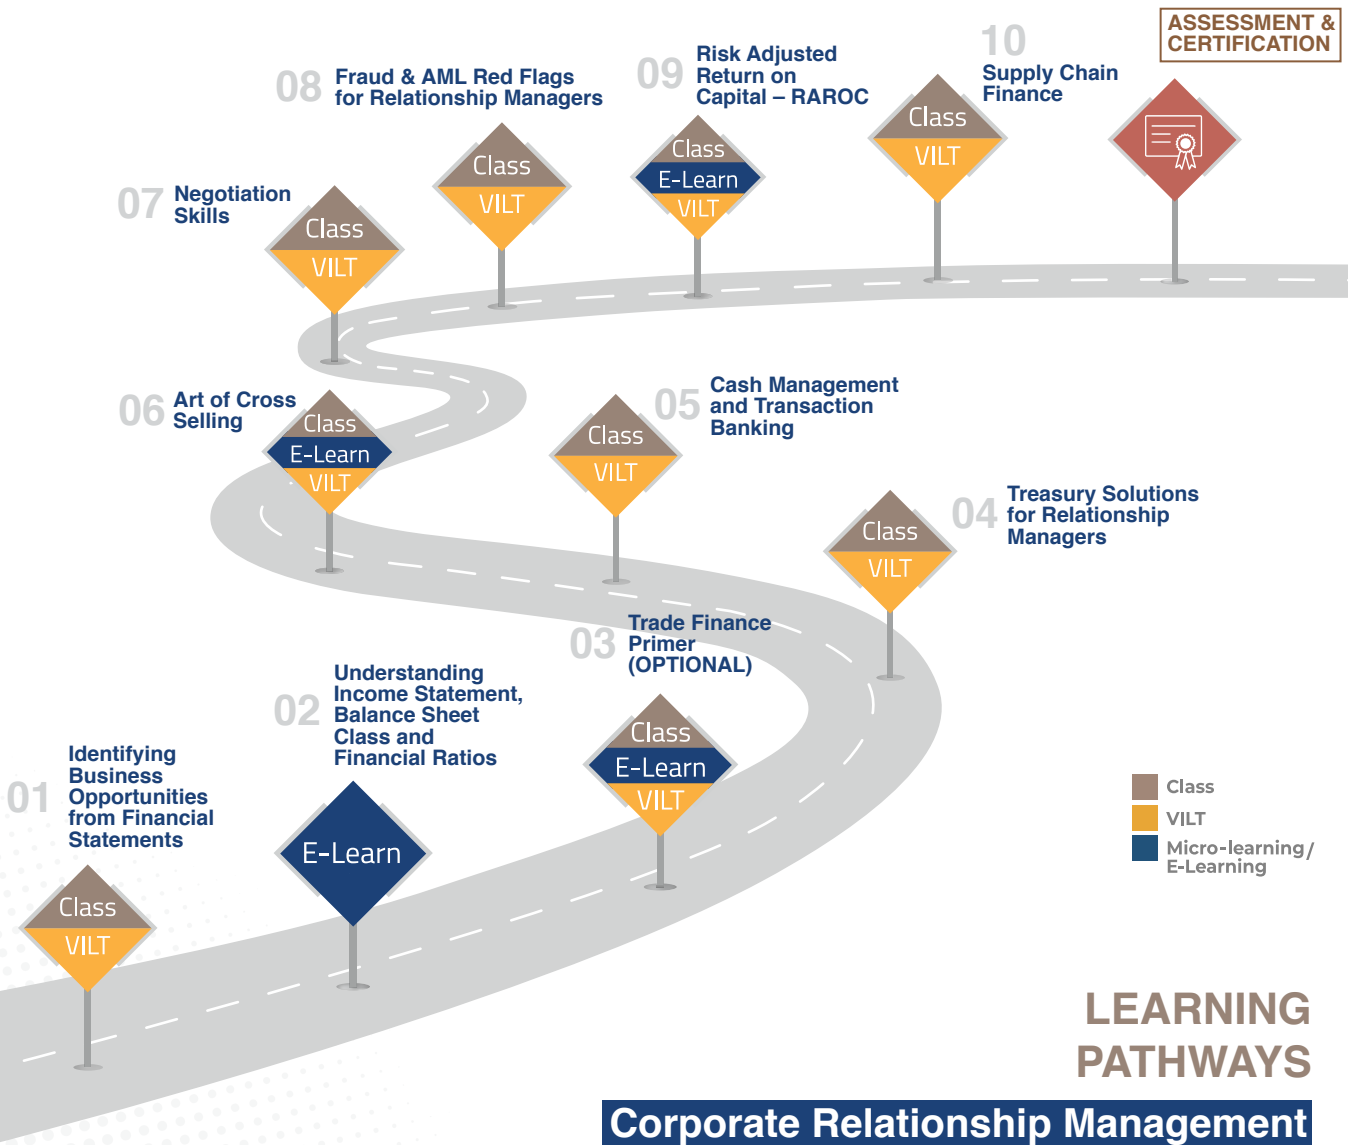 ASSESSMENT &
CERTIFICATION
10
Supply Chain
Finance
Class
VILT
09
Risk Adjusted
Return on
Capital – RAROC
Class
E-Learn
VILT
08
Fraud & AML Red Flags
for Relationship Managers
Class
VILT
07
Negotiation
Skills
Class
VILT
06
Art of Cross
Selling
Class
E-Learn
VILT
05
Cash Management
and Transaction
Banking
Class
VILT
04
Treasury Solutions
for Relationship
Managers
Class
VILT
03
Trade Finance
Primer
(OPTIONAL)
Class
E-Learn
VILT
02
Understanding
Income Statement,
Balance Sheet
Class and
Financial Ratios
E-Learn
01
Identifying
Business
Opportunities
from Financial
Statements
Class
VILT
Class
VILT
Micro-learning/
E-Learning
LEARNING
PATHWAYS
Corporate Relationship Management